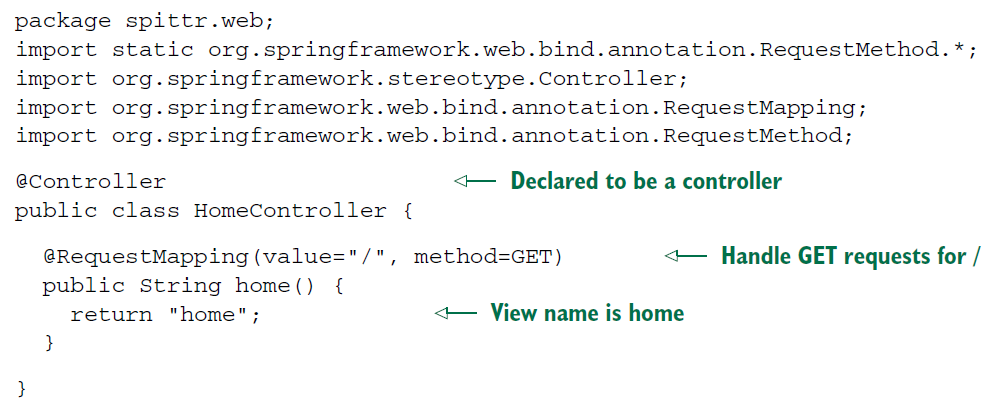 package spittr.web;
import static org.springframework.web.bind.annotation.RequestMethod.*;
import org.springframework.stereotype.Controller;
import org.springframework.web.bind.annotation.RequestMapping;
import org.springframework.web.bind.annotation.RequestMethod;
@Controller Declared to be a controller
public class HomeController {
@RequestMapping(value="/", method=GET) Handle GET requests for /
public String home() {
return "home"; View name is home
}
}